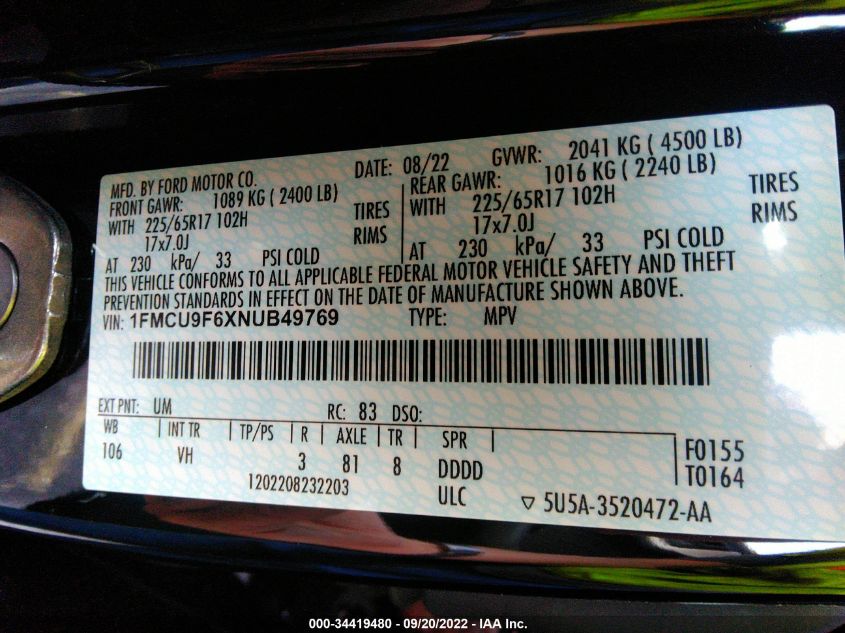 MFD. BY FORD MOTOR CO. DATE: 08/22 GVWR: 2041 KG ( 4500 LB)
FRONT GAWR: 1089 KG ( 2400 LB) REAR GAWR: 1016 KG ( 2240 LB)
WITH 225/65R17 102H TIRES WITH 225/65R17 102H TIRES
17x7.0J RIMS 17x7.0J RIMS
AT 230 kPa/ 33 PSI COLD AT 230 kPa/ 33 PSI COLD
THIS VEHICLE CONFORMS TO ALL APPLICABLE FEDERAL MOTOR VEHICLE SAFETY AND THEFT
PREVENTION STANDARDS IN EFFECT ON THE DATE OF MANUFACTURE SHOWN ABOVE.
VIN: 1FMCU9F6XNUB49769 TYPE: MPV
EXT PNT: UM RC: 83 DSO:
WB INT TR TP/PS R AXLE TR SPR F0155
106 VH 3 81 8 DDDD T0164
1202208232203 ULC 5U5A-3520472-AA
000-34419480 - 09/20/2022 - IAA Inc.